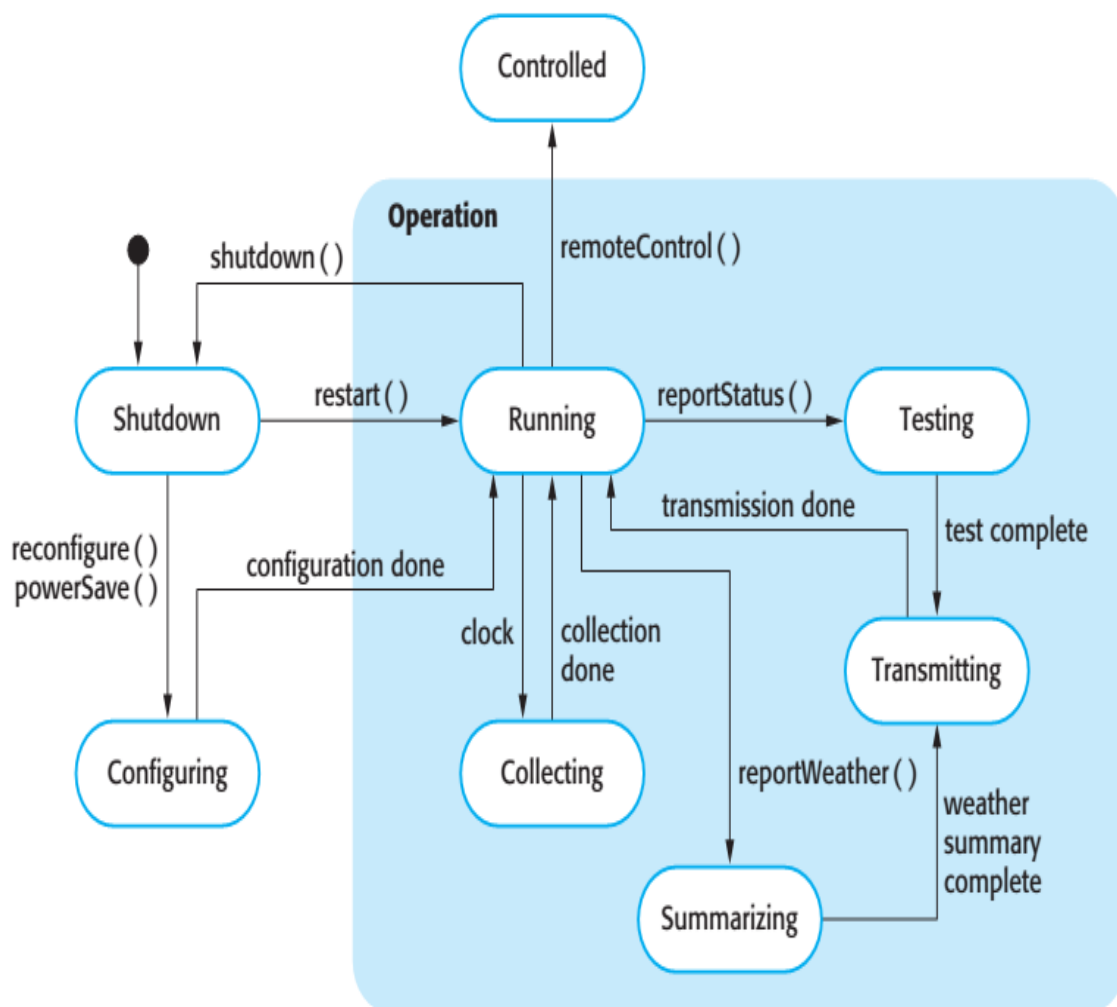 Controlled
Operation
remoteControl ( )
shutdown ( )
Shutdown
restart ( )
Running
reportStatus ( )
Testing
reconfigure ( )
powerSave ( )
configuration done
transmission done
test complete
clock
collection
done
Transmitting
Configuring
Collecting
reportWeather ( )
weather
summary
complete
Summarizing